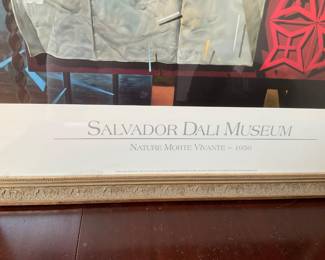 SALVADOR DALI MUSEUM
NATURE MORTE VIVANTE ~ 1956